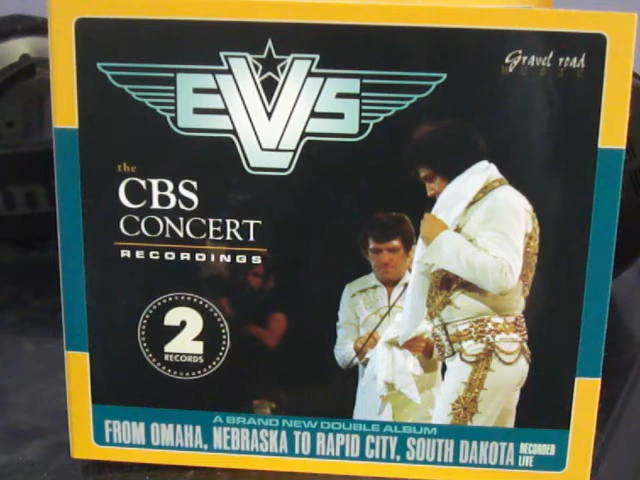 ELVIS
Gravel road
MUSIC
the
CBS
CONCERT
RECORDINGS
2
RECORDS
A BRAND NEW DOUBLE ALBUM
FROM OMAHA, NEBRASKA TO RAPID CITY, SOUTH DAKOTA RECORDED
LIVE